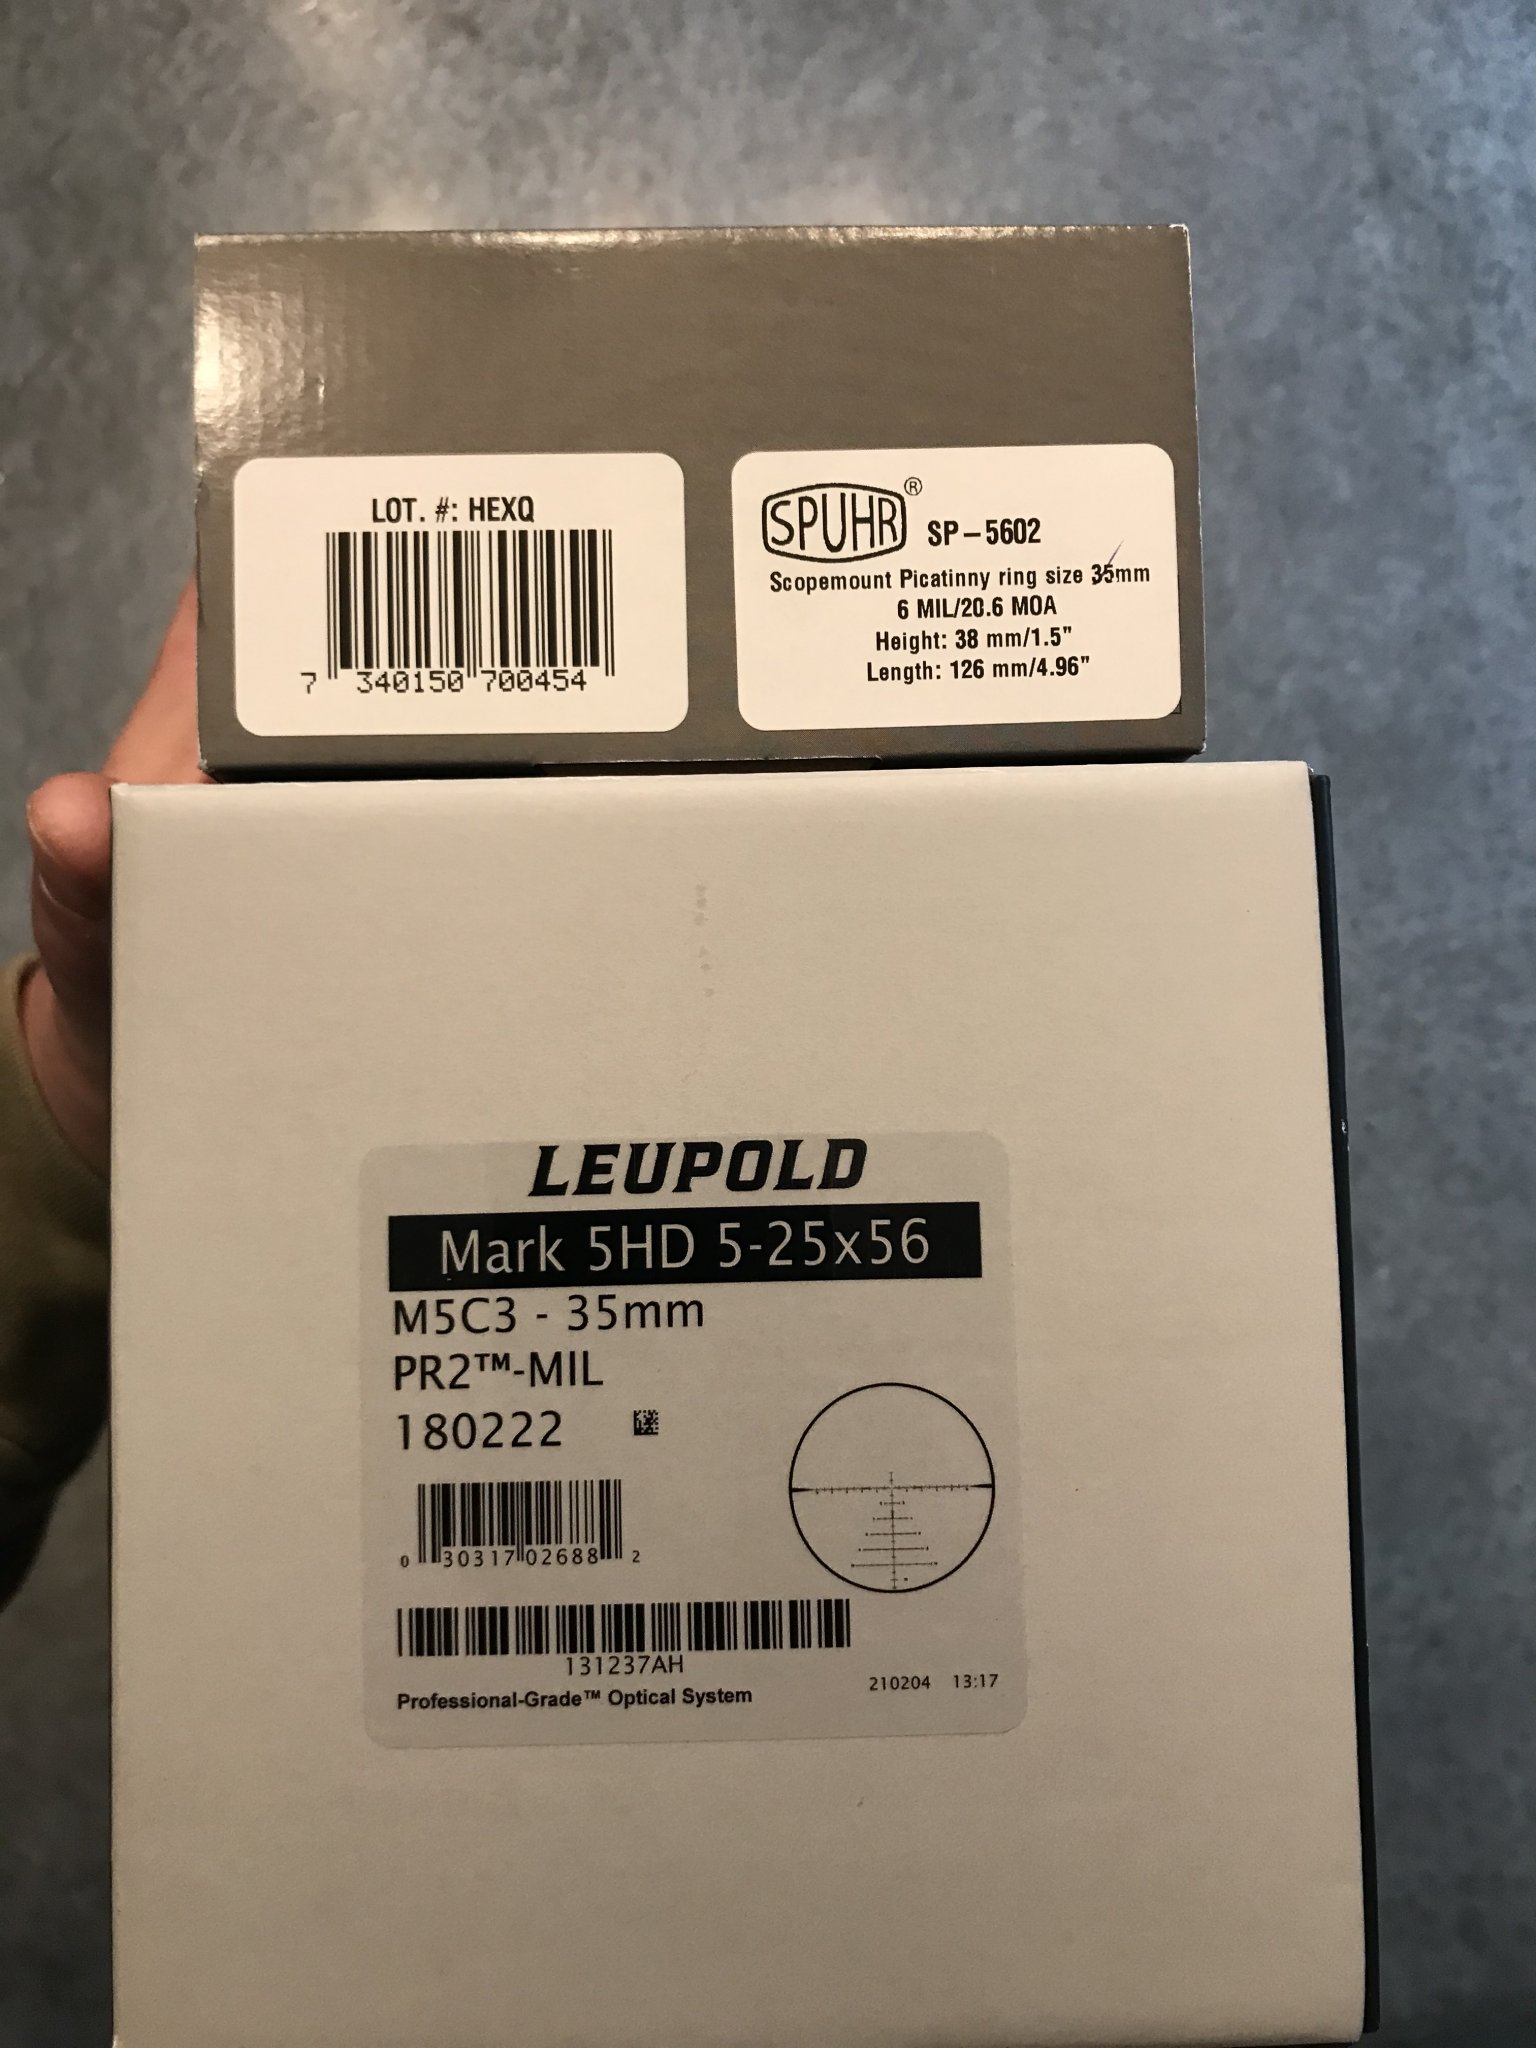 LOT. #: HEXQ
7 340150 700454
SPUHR® SP-5602
Scopemount Picatinny ring size 35mm
6 MIL/20.6 MOA
Height: 38 mm/1.5"
Length: 126 mm/4.96"
LEUPOLD
Mark 5HD 5-25x56
M5C3 - 35mm
PR2™-MIL
180222
0 30317 02688 2
131237AH
Professional-Grade™ Optical System 210204 13:17